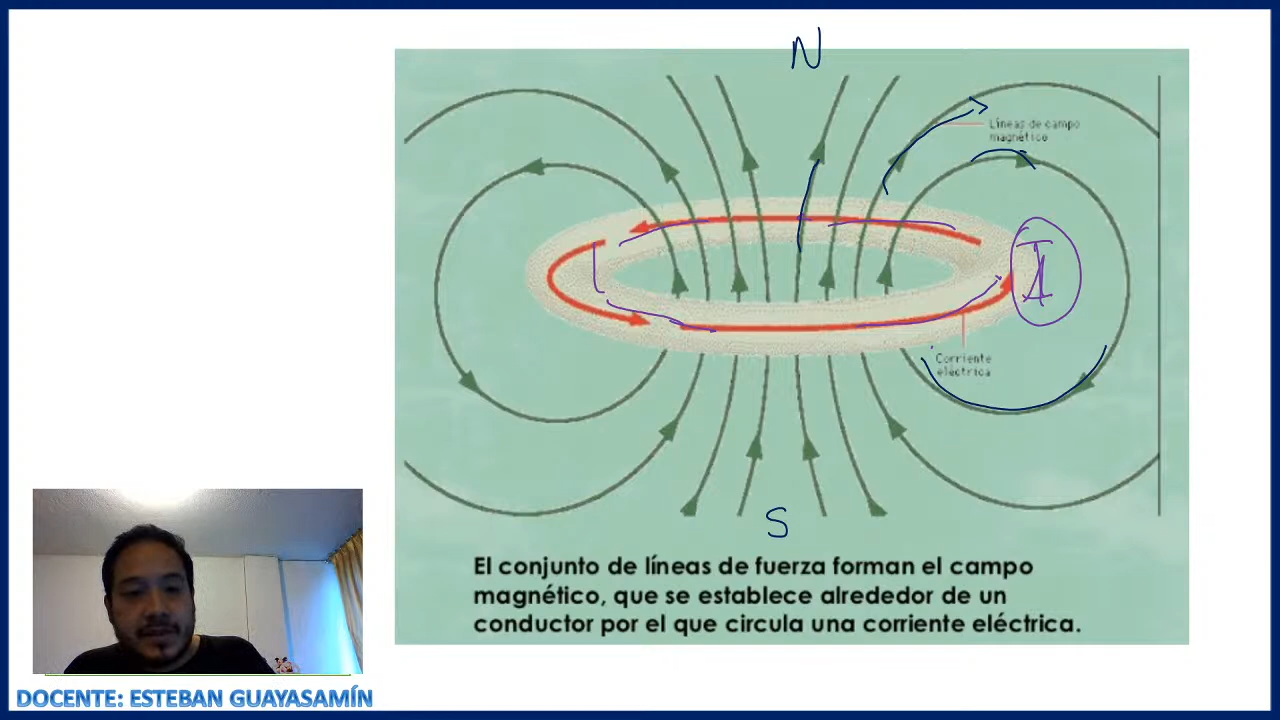 N
Líneas de campo
magnético
I
Corriente
eléctrica
S
El conjunto de líneas de fuerza forman el campo
magnético, que se establece alrededor de un
conductor por el que circula una corriente eléctrica.
DOCENTE: ESTEBAN GUAYASAMÍN